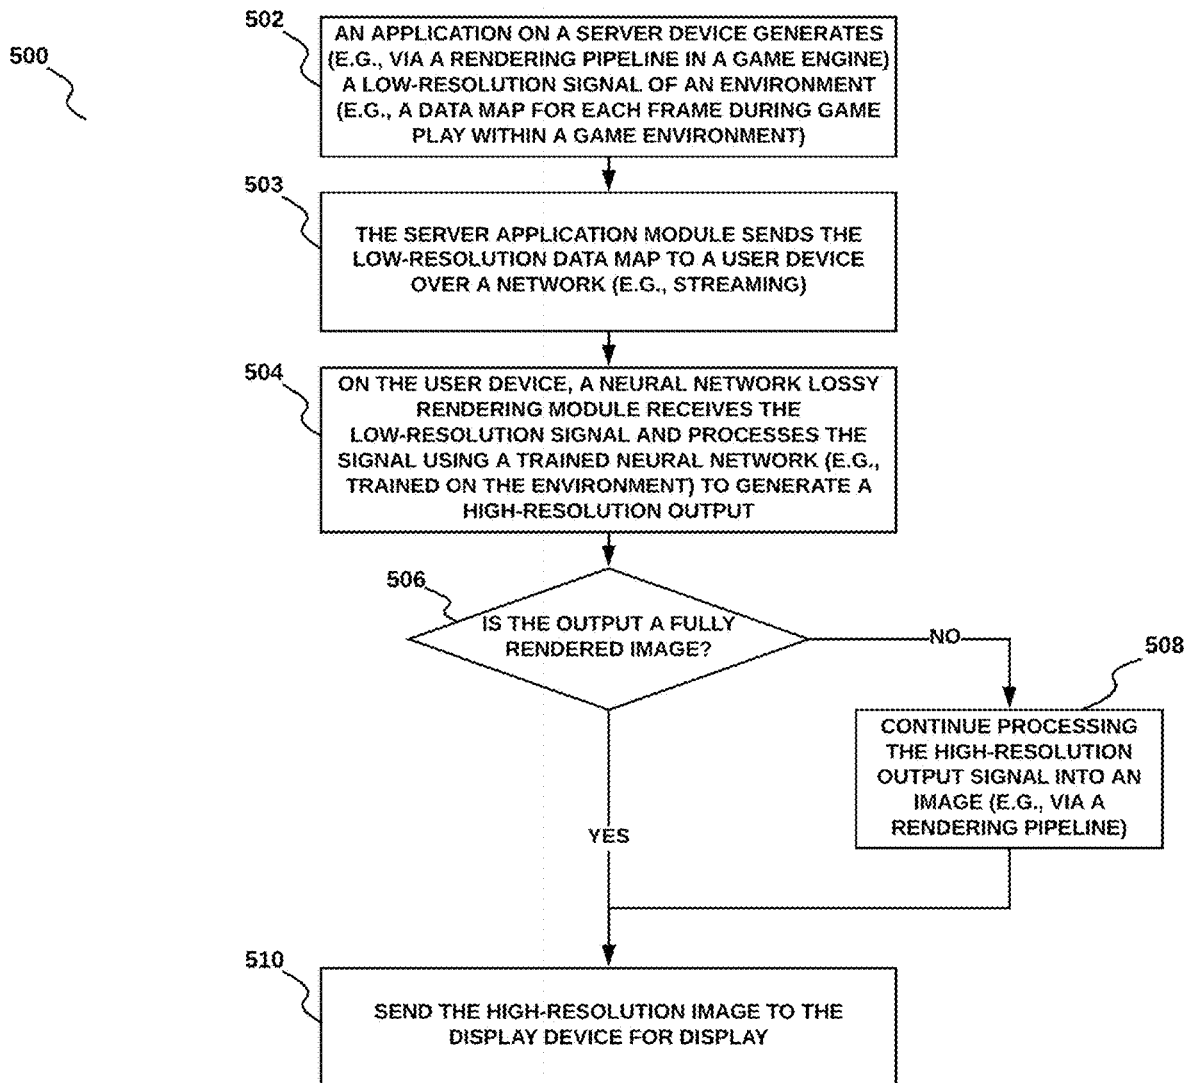 500
502
AN APPLICATION ON A SERVER DEVICE GENERATES
(E.G., VIA A RENDERING PIPELINE IN A GAME ENGINE)
A LOW-RESOLUTION SIGNAL OF AN ENVIRONMENT
(E.G., A DATA MAP FOR EACH FRAME DURING GAME
PLAY WITHIN A GAME ENVIRONMENT)
503
THE SERVER APPLICATION MODULE SENDS THE
LOW-RESOLUTION DATA MAP TO A USER DEVICE
OVER A NETWORK (E.G., STREAMING)
504
ON THE USER DEVICE, A NEURAL NETWORK LOSSY
RENDERING MODULE RECEIVES THE
LOW-RESOLUTION SIGNAL AND PROCESSES THE
SIGNAL USING A TRAINED NEURAL NETWORK (E.G.,
TRAINED ON THE ENVIRONMENT) TO GENERATE A
HIGH-RESOLUTION OUTPUT
506
IS THE OUTPUT A FULLY
RENDERED IMAGE?
NO
508
CONTINUE PROCESSING
THE HIGH-RESOLUTION
OUTPUT SIGNAL INTO AN
IMAGE (E.G., VIA A
RENDERING PIPELINE)
YES
510
SEND THE HIGH-RESOLUTION IMAGE TO THE
DISPLAY DEVICE FOR DISPLAY